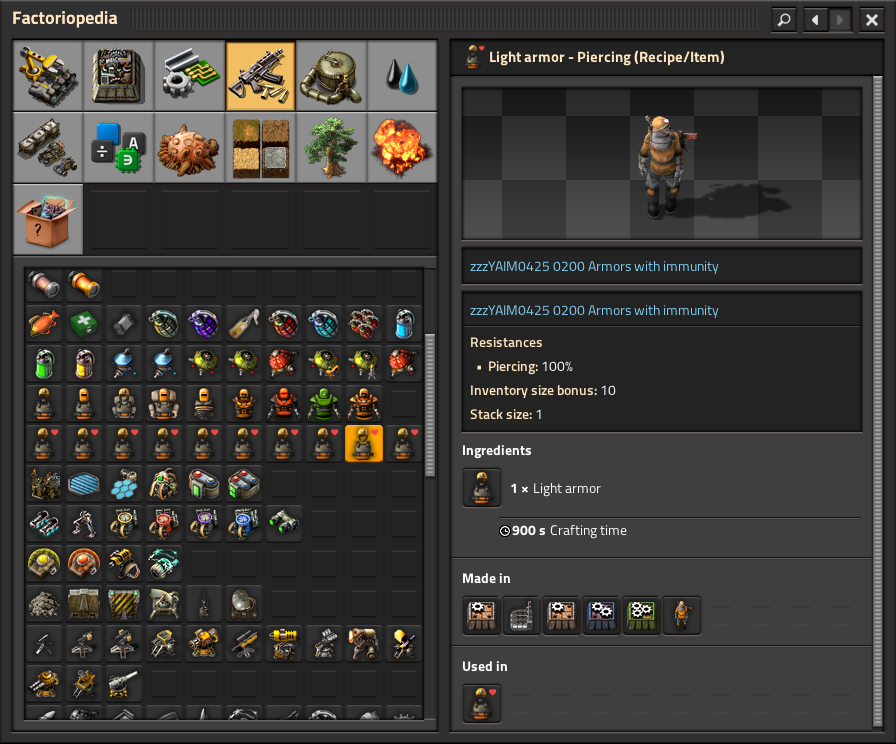 Factoriopedia
Light armor - Piercing (Recipe/Item)
zzzYAIM0425 0200 Armors with immunity
zzzYAIM0425 0200 Armors with immunity
Resistances
▪ Piercing: 100%
Inventory size bonus: 10
Stack size: 1
Ingredients
1 × Light armor
900 s Crafting time
Made in
Used in